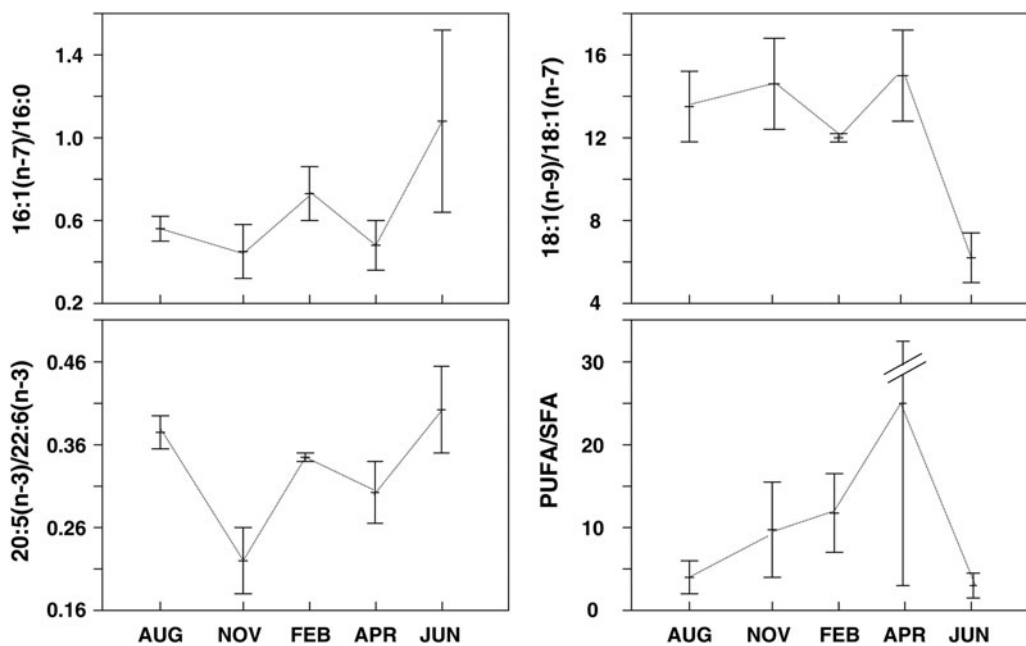 16:1(n-7)/16:0
1.4
1.0
0.6
0.2
18:1(n-9)/18:1(n-7)
16
12
8
4
20:5(n-3)/22:6(n-3)
0.46
0.36
0.26
0.16
AUG NOV FEB APR JUN
PUFA/SFA
30
20
10
0
AUG NOV FEB APR JUN